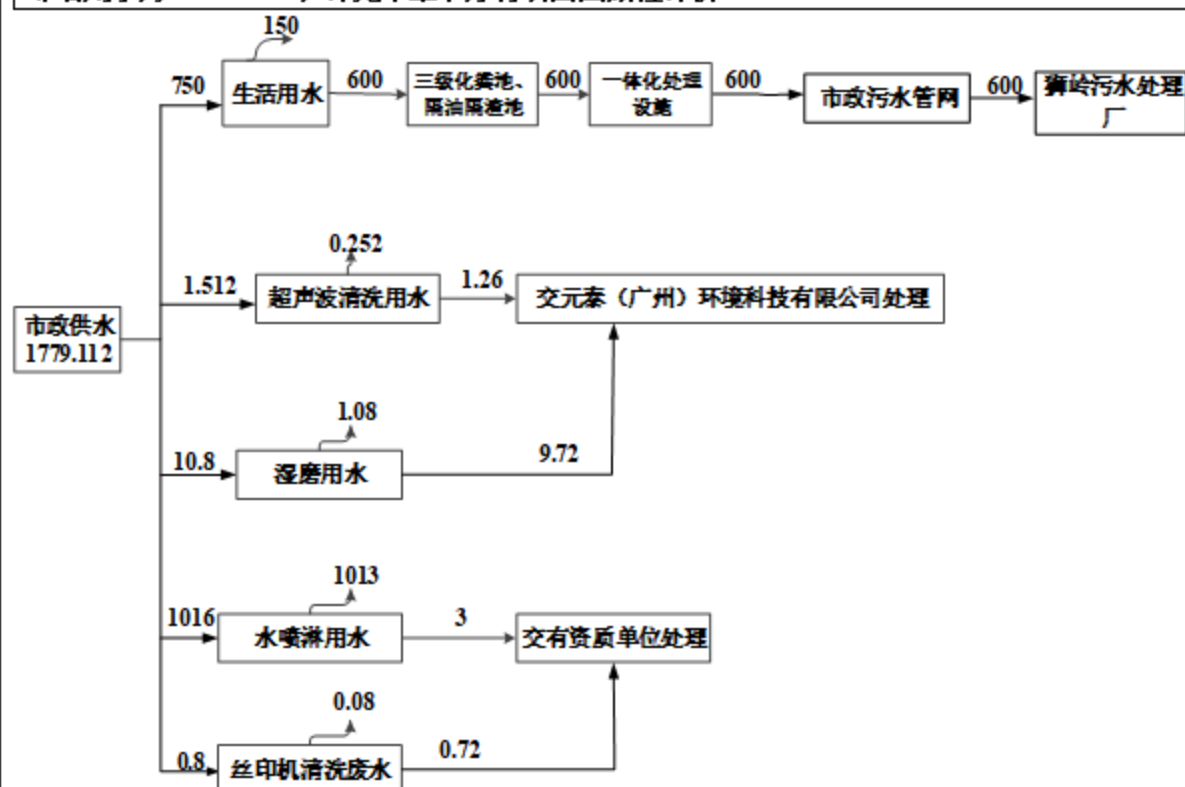 150
750
生活用水
600
三级化粪池、
隔油隔渣池
600
一体化处理
设施
600
市政污水管网
600
狮岭污水处理
厂
0.252
1.512
超声波清洗用水
1.26
交元泰（广州）环境科技有限公司处理
市政供水
1779.112
1.08
10.8
湿磨用水
9.72
1013
1016
水喷淋用水
3
交有资质单位处理
0.08
0.8
丝印机清洗废水
0.72